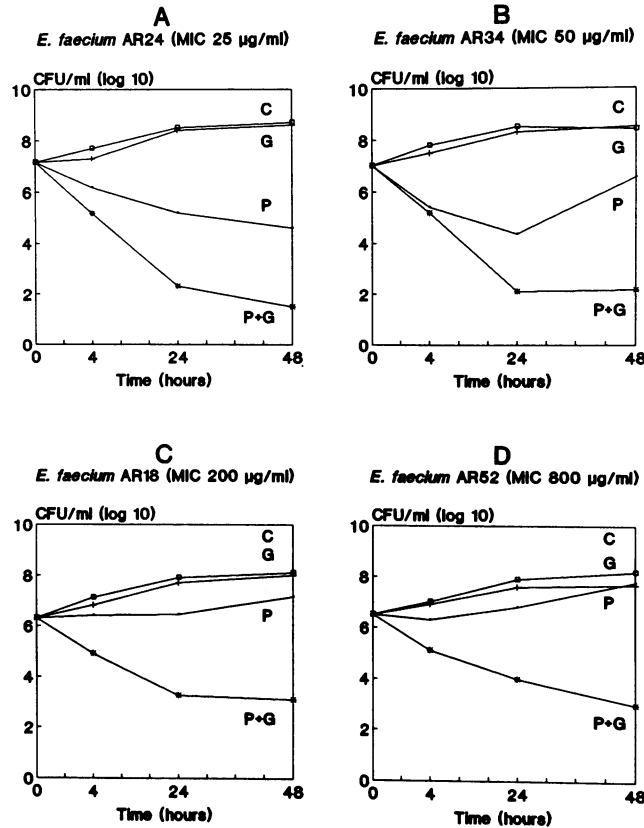 A
E. faecium AR24 (MIC 25 µg/ml)
CFU/ml (log 10)
10
8
6
4
2
0
C
G
P
P+G
0 4 24 48
Time (hours)
B
E. faecium AR34 (MIC 50 µg/ml)
CFU/ml (log 10)
10
8
6
4
2
0
C
G
P
P+G
0 4 24 48
Time (hours)
C
E. faecium AR18 (MIC 200 µg/ml)
CFU/ml (log 10)
10
8
6
4
2
0
C
G
P
P+G
0 4 24 48
Time (hours)
D
E. faecium AR52 (MIC 800 µg/ml)
CFU/ml (log 10)
10
8
6
4
2
0
C
G
P
P+G
0 4 24 48
Time (hours)